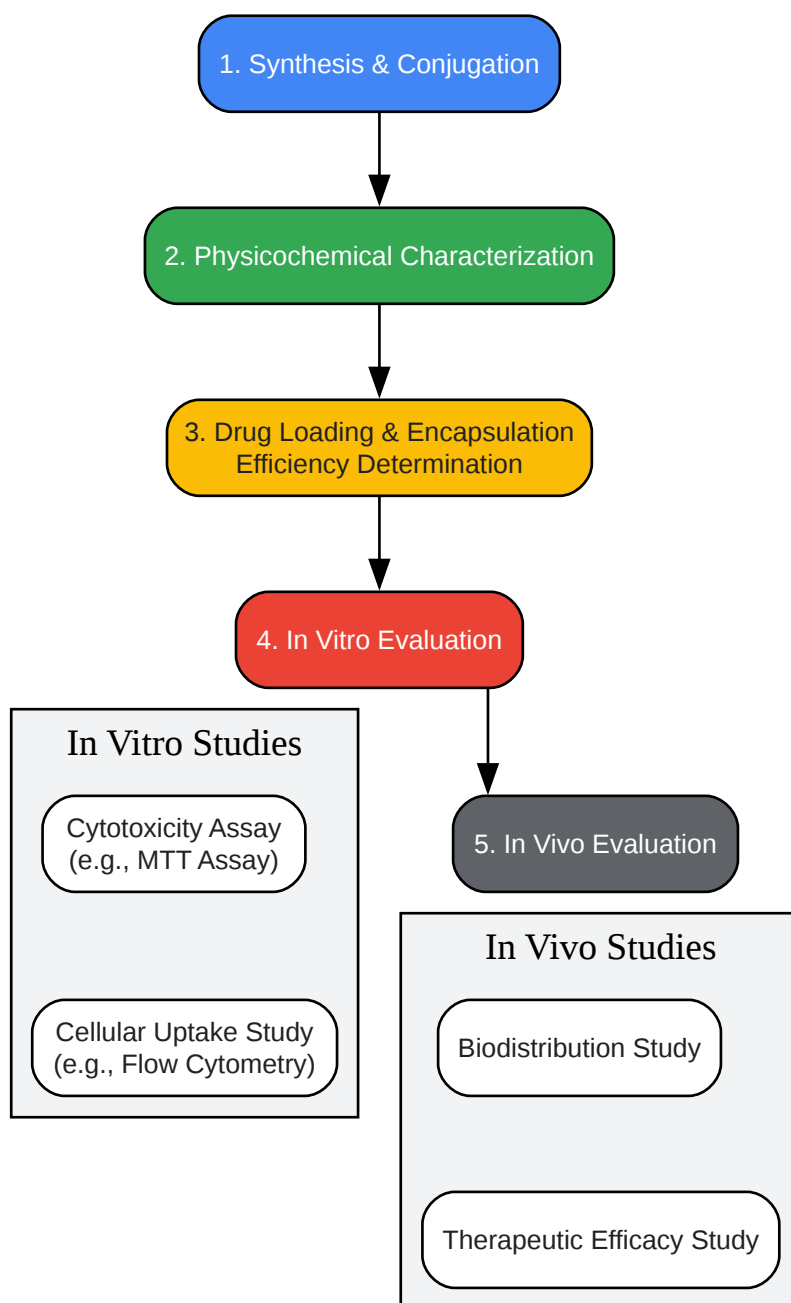 1. Synthesis & Conjugation
2. Physicochemical Characterization
3. Drug Loading & Encapsulation
Efficiency Determination
4. In Vitro Evaluation
In Vitro Studies
Cytotoxicity Assay
(e.g., MTT Assay)
Cellular Uptake Study
(e.g., Flow Cytometry)
5. In Vivo Evaluation
In Vivo Studies
Biodistribution Study
Therapeutic Efficacy Study